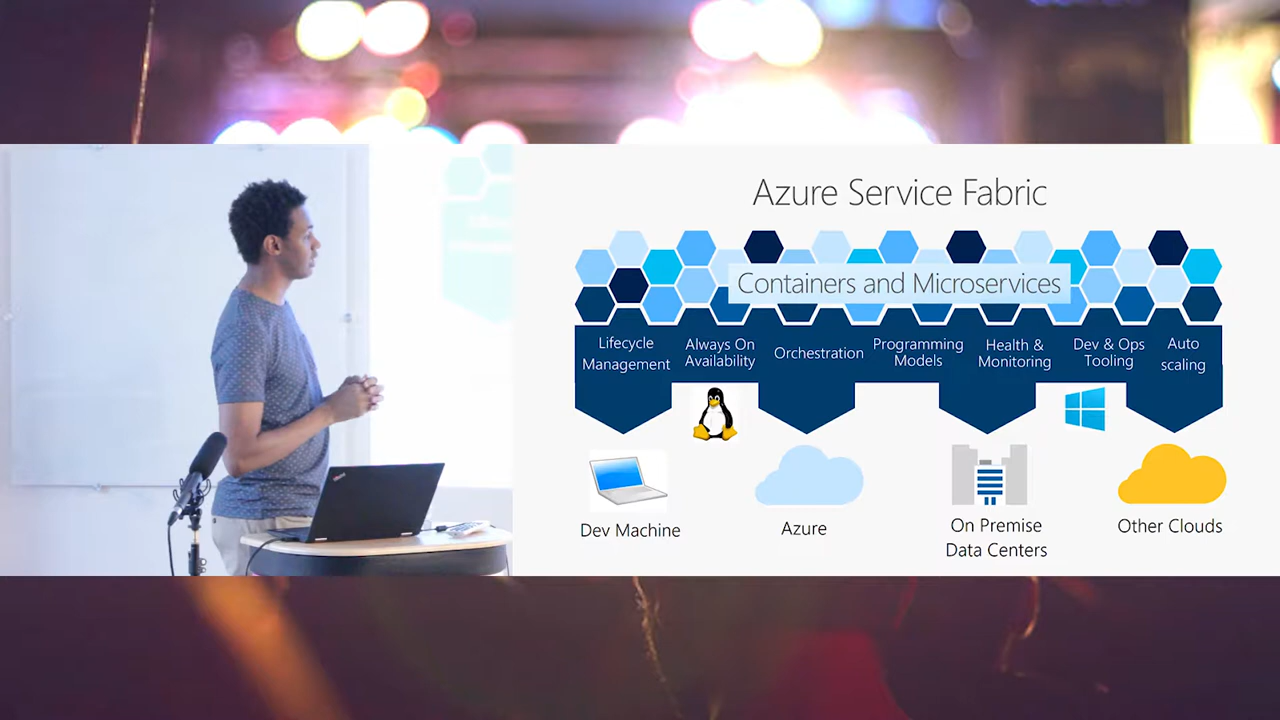 Azure Service Fabric
Containers and Microservices
Lifecycle
Management
Always On
Availability
Orchestration
Programming
Models
Health &
Monitoring
Dev & Ops
Tooling
Auto
scaling
Dev Machine
Azure
On Premise
Data Centers
Other Clouds